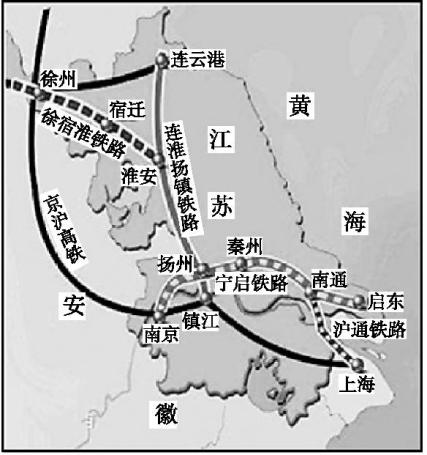 连云港
徐州
黄
宿迁
徐宿淮铁路
江
连淮扬镇铁路
淮安
苏
京沪高铁
海
秦州
扬州
宁启铁路
南通
安
启东
南京
镇江
沪通铁路
上海
徽